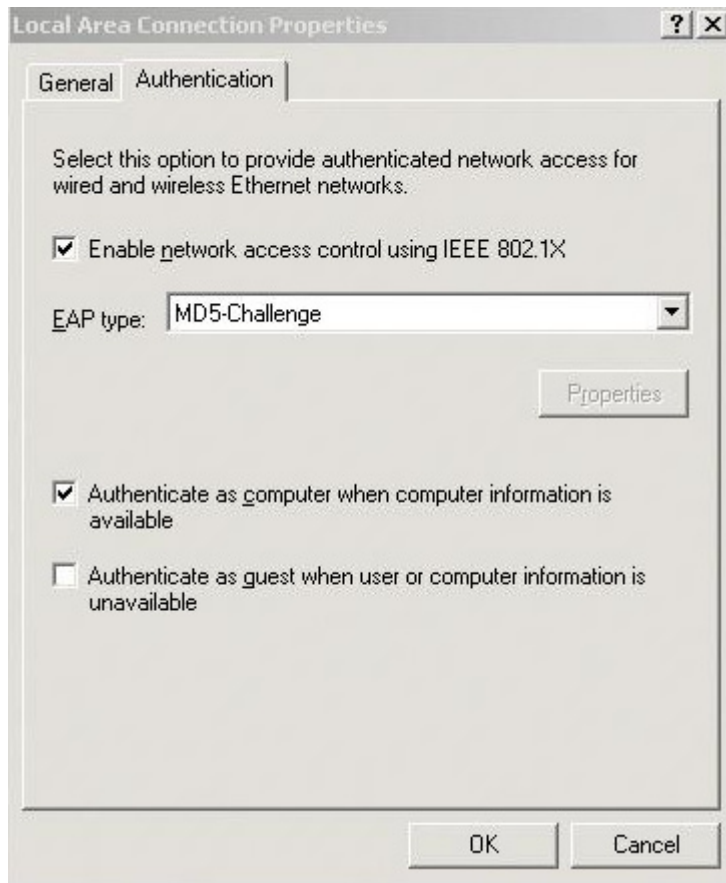 Local Area Connection Properties
General
Authentication
Select this option to provide authenticated network access for
wired and wireless Ethernet networks.
Enable network access control using IEEE 802.1X
EAP type:
MD5-Challenge
Properties
Authenticate as computer when computer information is
available
Authenticate as guest when user or computer information is
unavailable
OK
Cancel